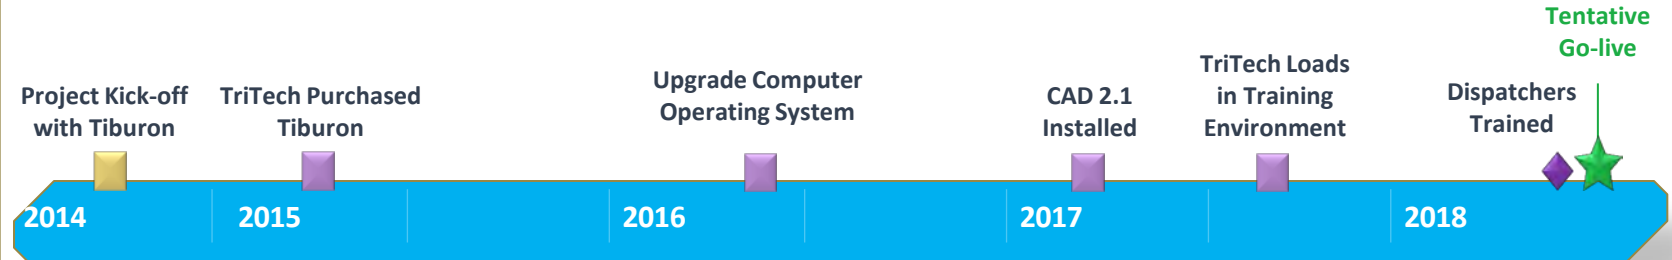 Project Kick-off
with Tiburon
TriTech Purchased
Tiburon
Upgrade Computer
Operating System
CAD 2.1
Installed
TriTech Loads
in Training
Environment
Dispatchers
Trained
Tentative
Go-live
2014
2015
2016
2017
2018